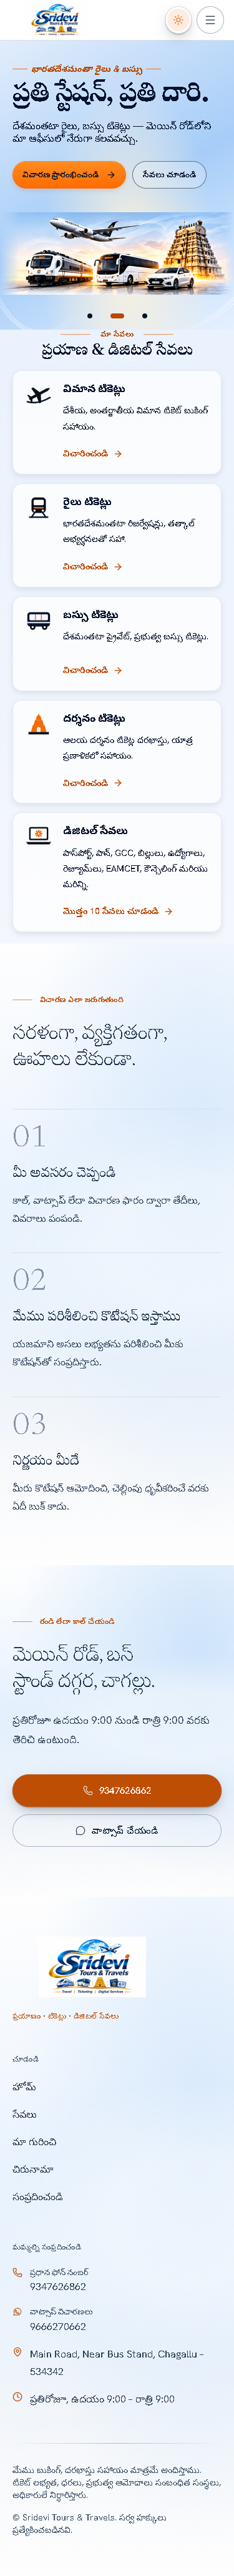 Sridevi
Tours & Travels
భారతదేశమంతా రైలు & బస్సు
ప్రతి స్టేషన్, ప్రతి దారి.
దేశమంతటా రైలు, బస్సు టికెట్లు — మెయిన్ రోడ్‌లోని
మా ఆఫీసులో నేరుగా కలవవచ్చు.
విచారణ ప్రారంభించండి
సేవలు చూడండి
మా సేవలు
ప్రయాణ & డిజిటల్ సేవలు
విమాన టికెట్లు
దేశీయ, అంతర్జాతీయ విమాన టికెట్ బుకింగ్
సహాయం.
విచారించండి
రైలు టికెట్లు
భారతదేశమంతటా రిజర్వేషన్లు, తత్కాల్
అభ్యర్థనలతో సహా.
విచారించండి
బస్సు టికెట్లు
దేశమంతటా ప్రైవేట్, ప్రభుత్వ బస్సు టికెట్లు.
విచారించండి
దర్శనం టికెట్లు
ఆలయ దర్శనం టికెట్ల దరఖాస్తు, యాత్ర
ప్రణాళికలో సహాయం.
విచారించండి
డిజిటల్ సేవలు
పాస్‌పోర్ట్, పాన్, GCC, బిల్లులు, ఉద్యోగాలు,
రెజ్యూమ్‌లు, EAMCET, కౌన్సెలింగ్ మరియు
మరిన్ని.
మొత్తం 10 సేవలు చూడండి
విచారణ ఎలా జరుగుతుంది
సరళంగా, వ్యక్తిగతంగా,
ఊహలు లేకుండా.
01
మీ అవసరం చెప్పండి
కాల్, వాట్సాప్ లేదా విచారణ ఫారం ద్వారా తేదీలు,
వివరాలు పంపండి.
02
మేము పరిశీలించి కొటేషన్ ఇస్తాము
యజమాని అసలు లభ్యతను పరిశీలించి మీకు
కొటేషన్‌తో సంప్రదిస్తారు.
03
నిర్ణయం మీదే
మీరు కొటేషన్ ఆమోదించి, చెల్లింపు ధృవీకరించే వరకు
ఏదీ బుక్ కాదు.
రండి లేదా కాల్ చేయండి
మెయిన్ రోడ్, బస్
స్టాండ్ దగ్గర, చాగల్లు.
ప్రతిరోజూ ఉదయం 9:00 నుండి రాత్రి 9:00 వరకు
తెరిచి ఉంటుంది.
9347626862
వాట్సాప్ చేయండి
Sridevi
Tours & Travels
Travel | Ticketing | Digital Services
ప్రయాణం • టికెట్లు • డిజిటల్ సేవలు
చూడండి
హోమ్
సేవలు
మా గురించి
చిరునామా
సంప్రదించండి
మమ్మల్ని సంప్రదించండి
ప్రధాన ఫోన్ నంబర్
9347626862
వాట్సాప్ విచారణలు
9666270662
Main Road, Near Bus Stand, Chagallu –
534342
ప్రతిరోజూ, ఉదయం 9:00 – రాత్రి 9:00
మేము బుకింగ్, దరఖాస్తు సహాయం మాత్రమే అందిస్తాము.
టికెట్ లభ్యత, ధరలు, ప్రభుత్వ ఆమోదాలు సంబంధిత సంస్థలు,
అధికారులే నిర్ధారిస్తారు.
© Sridevi Tours & Travels. సర్వ హక్కులు
ప్రత్యేకించబడినవి.